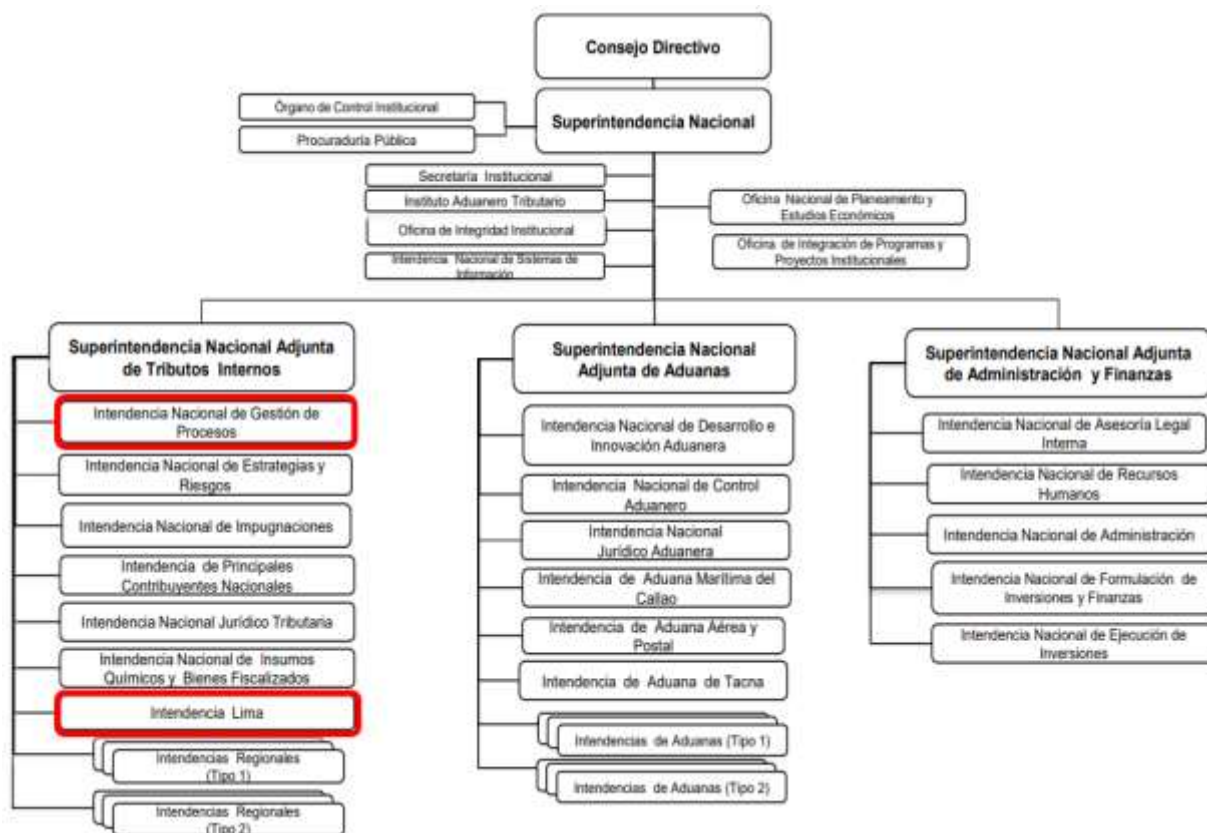 Consejo Directivo
Órgano de Control Institucional
Superintendencia Nacional
Procuraduría Pública
Secretaría Institucional
Instituto Aduanero Tributario
Oficina Nacional de Planeamiento y
Estudios Económicos
Oficina de Integridad Institucional
Oficina de Integración de Programas y
Proyectos Institucionales
Intendencia Nacional de Sistemas de
Información
Superintendencia Nacional Adjunta
de Tributos Internos
Intendencia Nacional de Gestión de
Procesos
Intendencia Nacional de Estrategias y
Riesgos
Intendencia Nacional de Impugnaciones
Intendencia de Principales
Contribuyentes Nacionales
Intendencia Nacional Jurídico Tributaria
Intendencia Nacional de Insumos
Químicos y Bienes Fiscalizados
Intendencia Lima
Intendencias Regionales
(Tipo 1)
Intendencias Regionales
(Tipo 2)
Superintendencia Nacional
Adjunta de Aduanas
Intendencia Nacional de Desarrollo e
Innovación Aduanera
Intendencia Nacional de Control
Aduanero
Intendencia Nacional
Jurídico Aduanera
Intendencia de Aduana Marítima del
Callao
Intendencia de Aduana Aérea y
Postal
Intendencia de Aduana de Tacna
Intendencias de Aduanas (Tipo 1)
Intendencias de Aduanas (Tipo 2)
Superintendencia Nacional Adjunta
de Administración y Finanzas
Intendencia Nacional de Asesoría Legal
Interna
Intendencia Nacional de Recursos
Humanos
Intendencia Nacional de Administración
Intendencia Nacional de Formulación de
Inversiones y Finanzas
Intendencia Nacional de Ejecución de
Inversiones